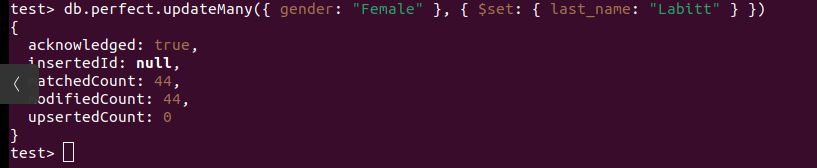 test> db.perfect.updateMany({ gender: "Female" }, { $set: { last_name: "Labitt" } })
{
  acknowledged: true,
  insertedId: null,
  atchedCount: 44,
  odifiedCount: 44,
  upsertedCount: 0
}
test>